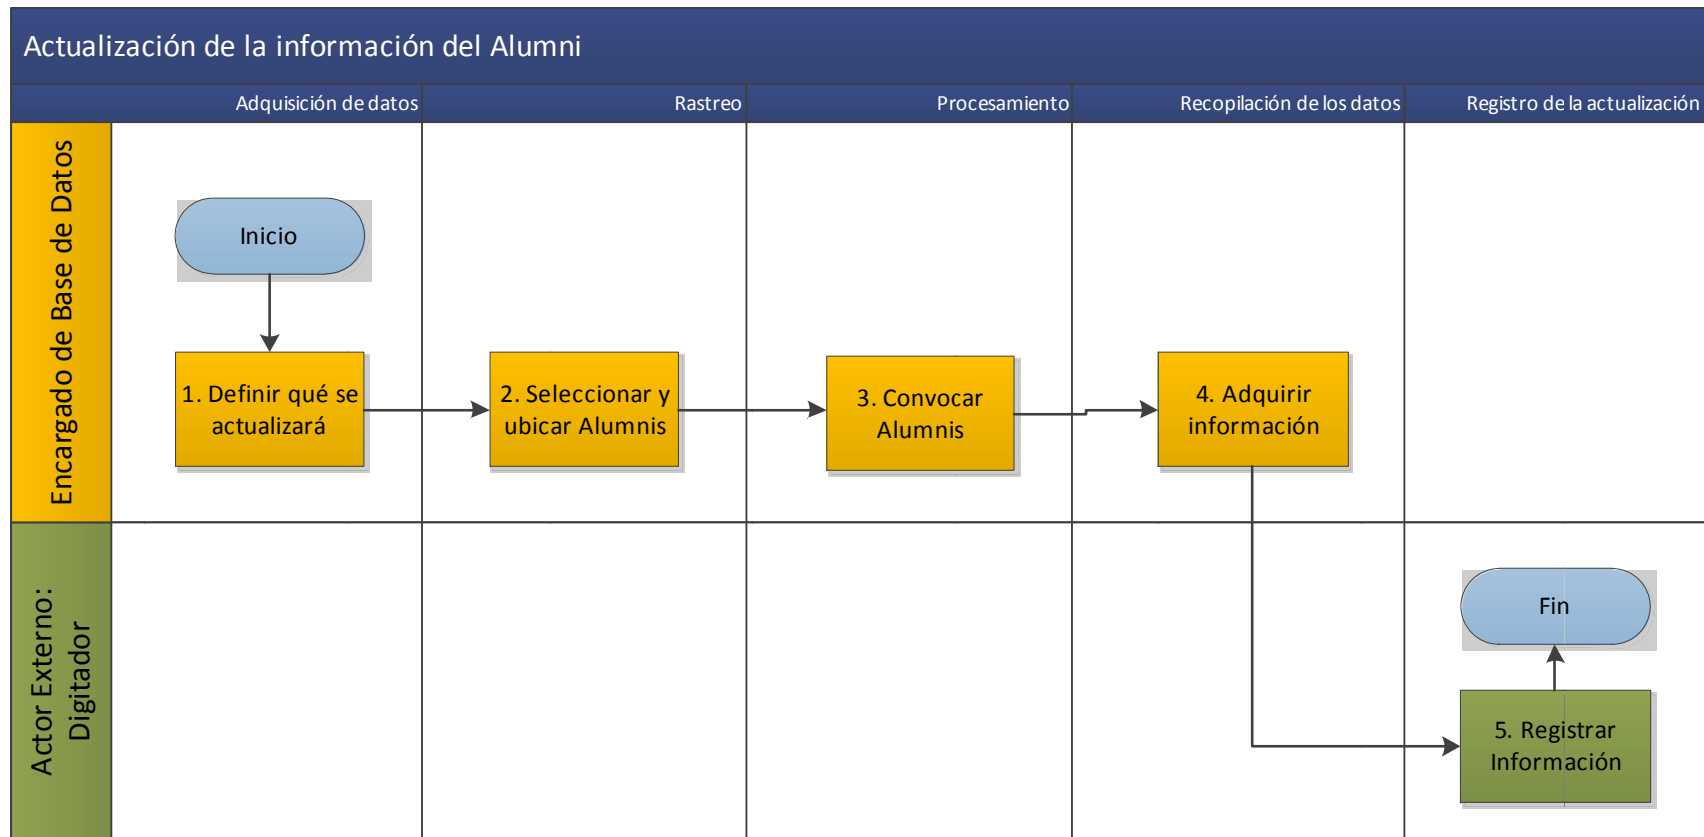 Actualización de la información del Alumni
Adquisición de datos
Rastreo
Procesamiento
Recopilación de los datos
Registro de la actualización
Encargado de Base de Datos
Inicio
1. Definir qué se
actualizará
2. Seleccionar y
ubicar Alumnis
3. Convocar
Alumnis
4. Adquirir
información
Actor Externo:
Digitador
Fin
5. Registrar
Información